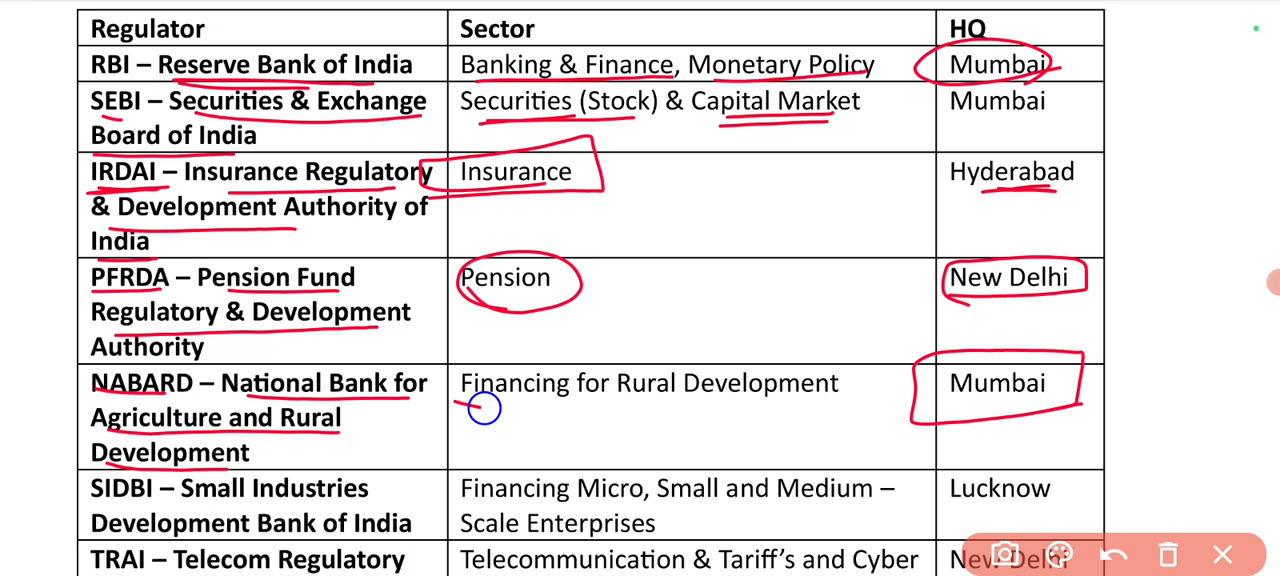 Regulator Sector HQ
RBI – Reserve Bank of India Banking & Finance, Monetary Policy Mumbai
SEBI – Securities & Exchange Securities (Stock) & Capital Market Mumbai
Board of India
IRDAI – Insurance Regulatory Insurance Hyderabad
& Development Authority of
India
PFRDA – Pension Fund Pension New Delhi
Regulatory & Development
Authority
NABARD – National Bank for Financing for Rural Development Mumbai
Agriculture and Rural
Development
SIDBI – Small Industries Financing Micro, Small and Medium – Lucknow
Development Bank of India Scale Enterprises
TRAI – Telecom Regulatory Telecommunication & Tariff's and Cyber New Delhi